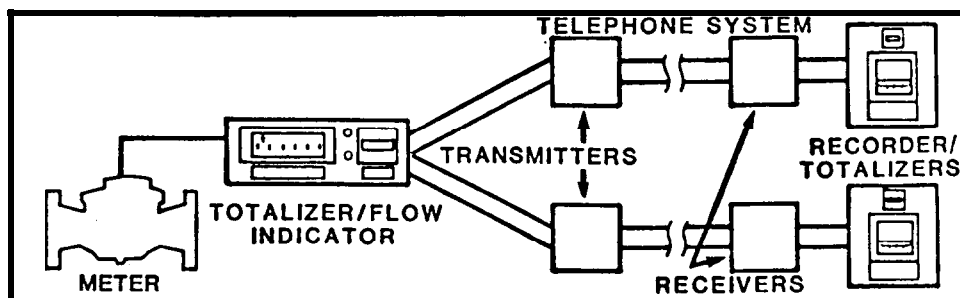 TELEPHONE SYSTEM
TRANSMITTERS
RECORDER/
TOTALIZERS
TOTALIZER/FLOW
INDICATOR
METER
RECEIVERS